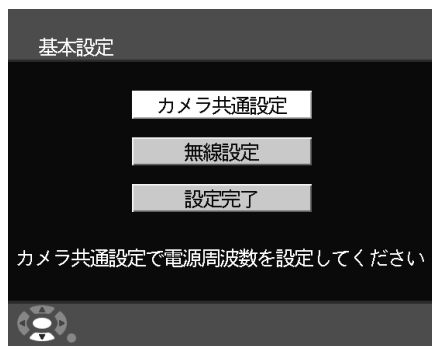 基本設定
カメラ共通設定
無線設定
設定完了
カメラ共通設定で電源周波数を設定してください